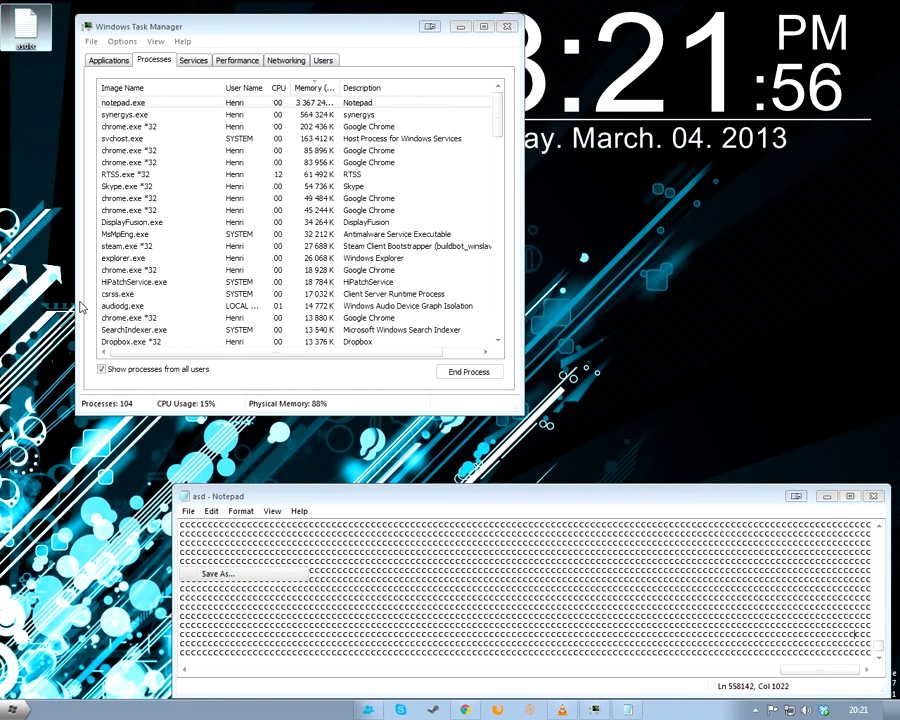 asdcc
Windows Task Manager
File Options View Help
Applications Processes Services Performance Networking Users
Image Name User Name CPU Memory (... Description
notepad.exe Henri 00 3 367 24... Notepad
synergys.exe Henri 00 564 324 K synergys
chrome.exe *32 Henri 00 202 436 K Google Chrome
svchost.exe SYSTEM 00 163 412 K Host Process for Windows Services
chrome.exe *32 Henri 00 85 896 K Google Chrome
chrome.exe *32 Henri 00 83 956 K Google Chrome
RTSS.exe *32 Henri 12 61 492 K RTSS
Skype.exe *32 Henri 00 54 736 K Skype
chrome.exe *32 Henri 00 49 484 K Google Chrome
chrome.exe *32 Henri 00 45 244 K Google Chrome
DisplayFusion.exe Henri 00 34 264 K DisplayFusion
MsMpEng.exe SYSTEM 00 32 212 K Antimalware Service Executable
steam.exe *32 Henri 00 27 688 K Steam Client Bootstrapper (buildbot_winslav
explorer.exe Henri 00 26 068 K Windows Explorer
chrome.exe *32 Henri 00 18 928 K Google Chrome
HiPatchService.exe SYSTEM 00 18 784 K HiPatchService
csrss.exe SYSTEM 00 17 032 K Client Server Runtime Process
audiodg.exe LOCAL ... 01 14 772 K Windows Audio Device Graph Isolation
chrome.exe *32 Henri 00 13 880 K Google Chrome
SearchIndexer.exe SYSTEM 00 13 540 K Microsoft Windows Search Indexer
Dropbox.exe *32 Henri 00 13 376 K Dropbox
Show processes from all users
End Process
Processes: 104 CPU Usage: 15% Physical Memory: 88%
:21 PM
:56
ay. March. 04. 2013
asd - Notepad
File Edit Format View Help
Save As...
Ln 558142, Col 1022
20:21